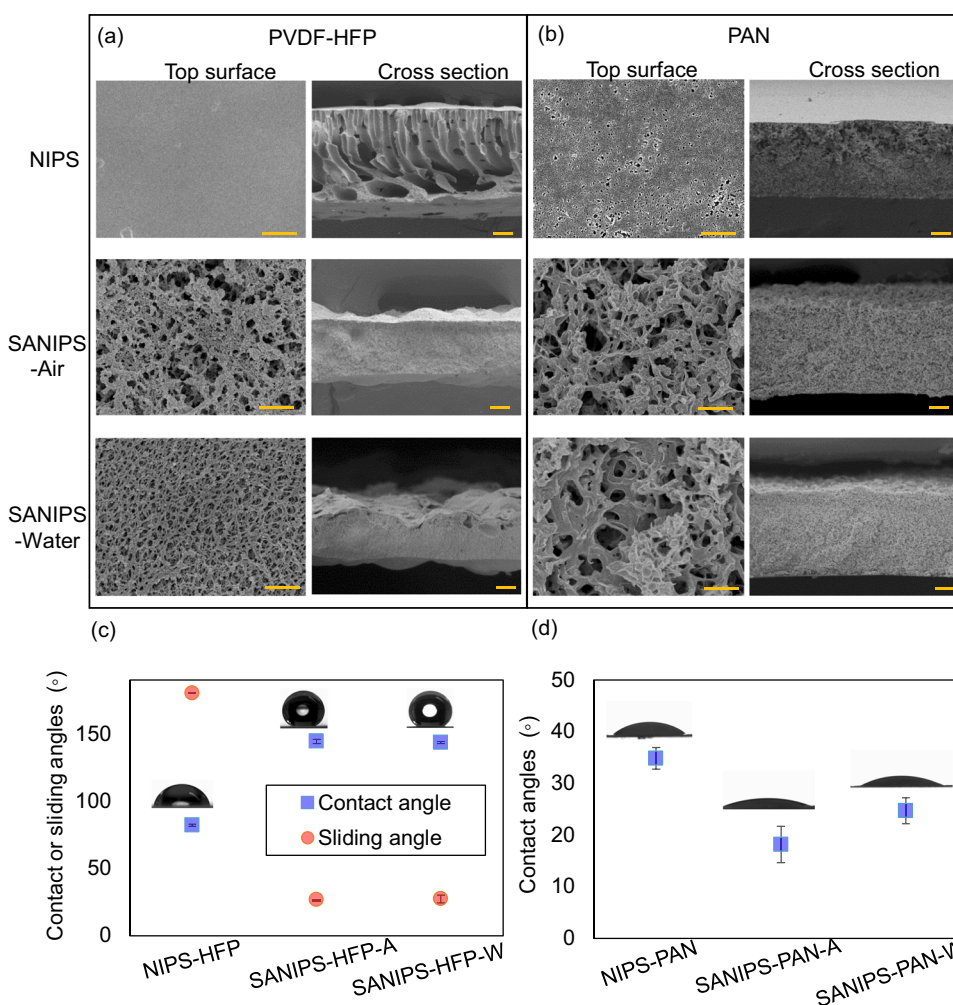 (a) PVDF-HFP
Top surface Cross section
(b) PAN
Top surface Cross section
NIPS
SANIPS
-Air
SANIPS
-Water
(c)
Contact or sliding angles (°)
150
100
50
0
Contact angle
Sliding angle
NIPS-HFP
SANIPS-HFP-A
SANIPS-HFP-W
(d)
Contact angles (°)
50
40
30
20
10
0
NIPS-PAN
SANIPS-PAN-A
SANIPS-PAN-W